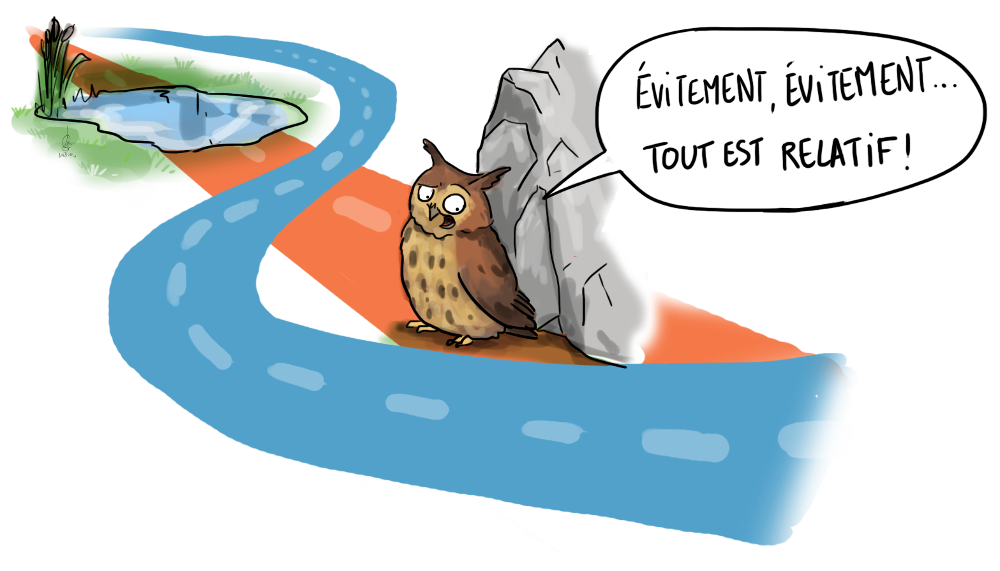 ÉViTEMENT, ÉViTEMENT...
TOUT EST RELATiF!